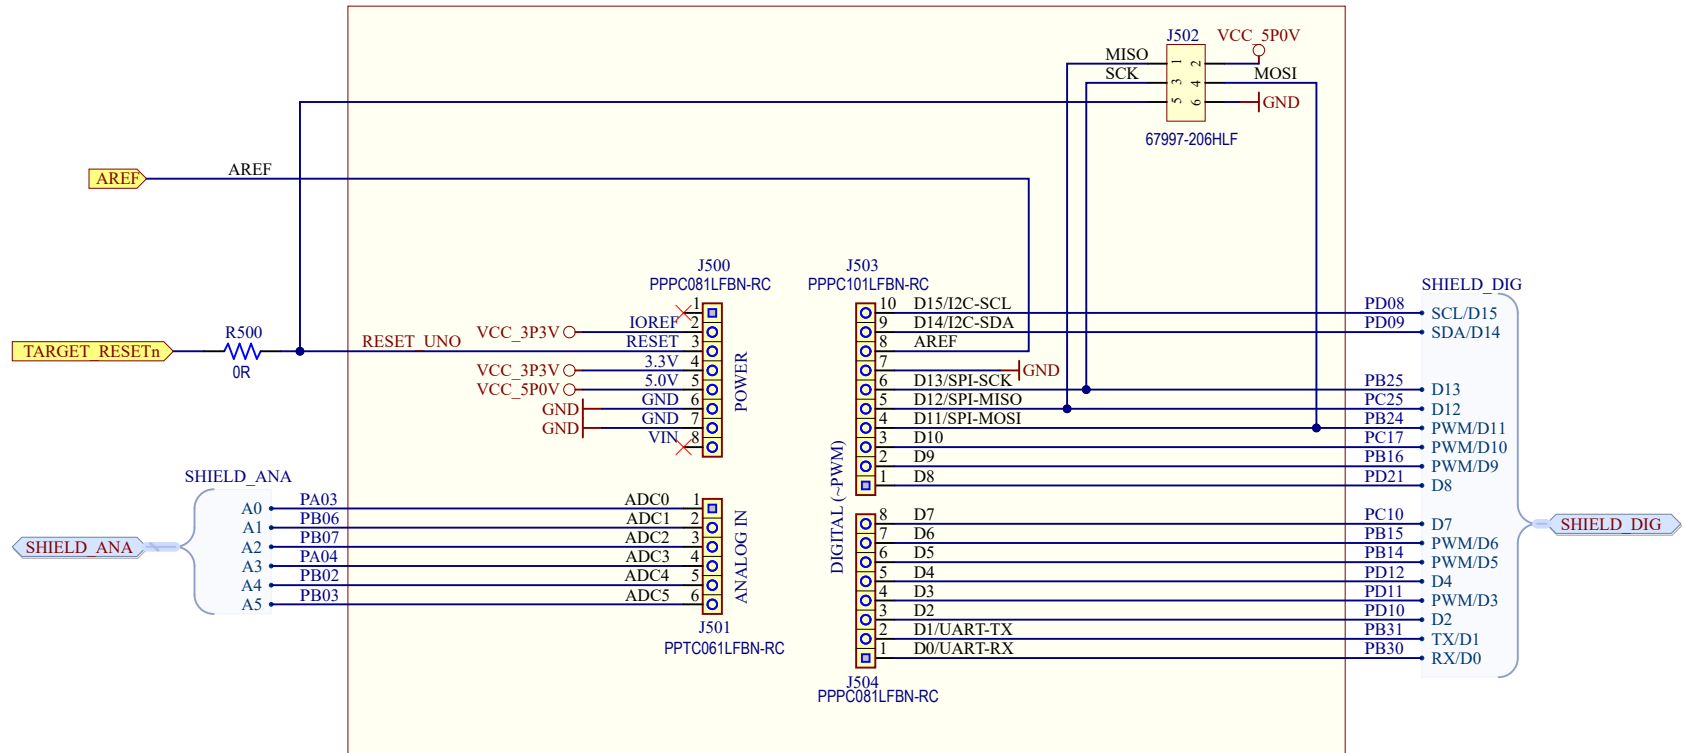 J502 VCC_5P0V
MISO 1 2
SCK 3 4 MOSI
5 6 GND
67997-206HLF
AREF AREF
J500 J503
PPPC081LFBN-RC PPPC101LFBN-RC
SHIELD_DIG
1 10 D15/I2C-SCL PD08 SCL/D15
VCC_3P3V IOREF 2 9 D14/I2C-SDA PD09 SDA/D14
R500
TARGET_RESETn RESET_UNO RESET 3 8 AREF
0R
VCC_3P3V 3.3V 4 7 GND
VCC_5P0V 5.0V 5 6 D13/SPI-SCK PB25 D13
GND GND 6 5 D12/SPI-MISO PC25 D12
GND GND 7 4 D11/SPI-MOSI PB24 PWM/D11
VIN 8 3 D10 PC17 PWM/D10
POWER
2 D9 PB16 PWM/D9
1 D8 PD21 D8
SHIELD_ANA
A0 PA03 ADC0 1
A1 PB06 ADC1 2
A2 PB07 ADC2 3
A3 PA04 ADC3 4
A4 PB02 ADC4 5
A5 PB03 ADC5 6
SHIELD_ANA
ANALOG IN
J501
PPTC061LFBN-RC
DIGITAL (~PWM)
8 D7 PC10 D7
7 D6 PB15 PWM/D6
6 D5 PB14 PWM/D5
5 D4 PD12 D4
4 D3 PD11 PWM/D3
3 D2 PD10 D2
2 D1/UART-TX PB31 TX/D1
1 D0/UART-RX PB30 RX/D0
SHIELD_DIG
J504
PPPC081LFBN-RC